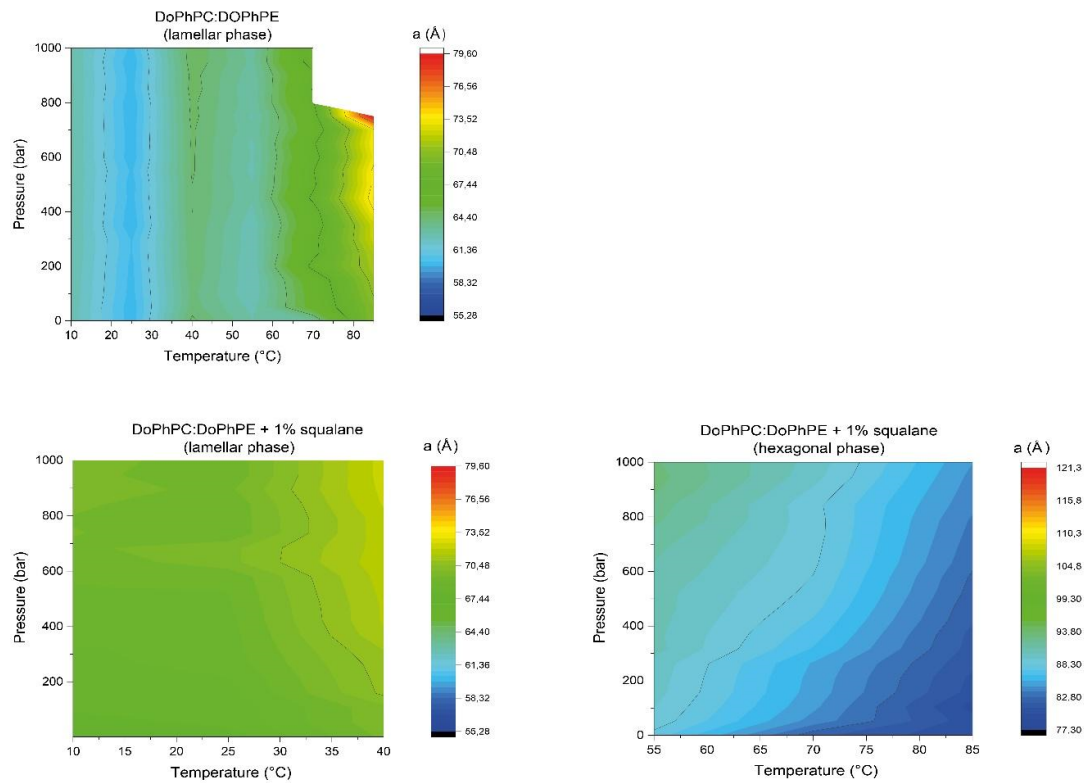 DoPhPC:DOPhPE
(lamellar phase)
a (Å)
1000
800
600
400
200
0
Pressure (bar)
10 20 30 40 50 60 70 80
Temperature (°C)
79,60
76,56
73,52
70,48
67,44
64,40
61,36
58,32
55,28
DoPhPC:DoPhPE + 1% squalane
(lamellar phase)
a (Å)
1000
800
600
400
200
Pressure (bar)
10 15 20 25 30 35 40
Temperature (°C)
79,60
76,56
73,52
70,48
67,44
64,40
61,36
58,32
55,28
DoPhPC:DoPhPE + 1% squalane
(hexagonal phase)
a (Å)
1000
800
600
400
200
0
Pressure (bar)
55 60 65 70 75 80 85
Temperature (°C)
121,3
115,8
110,3
104,8
99,30
93,80
88,30
82,80
77,30